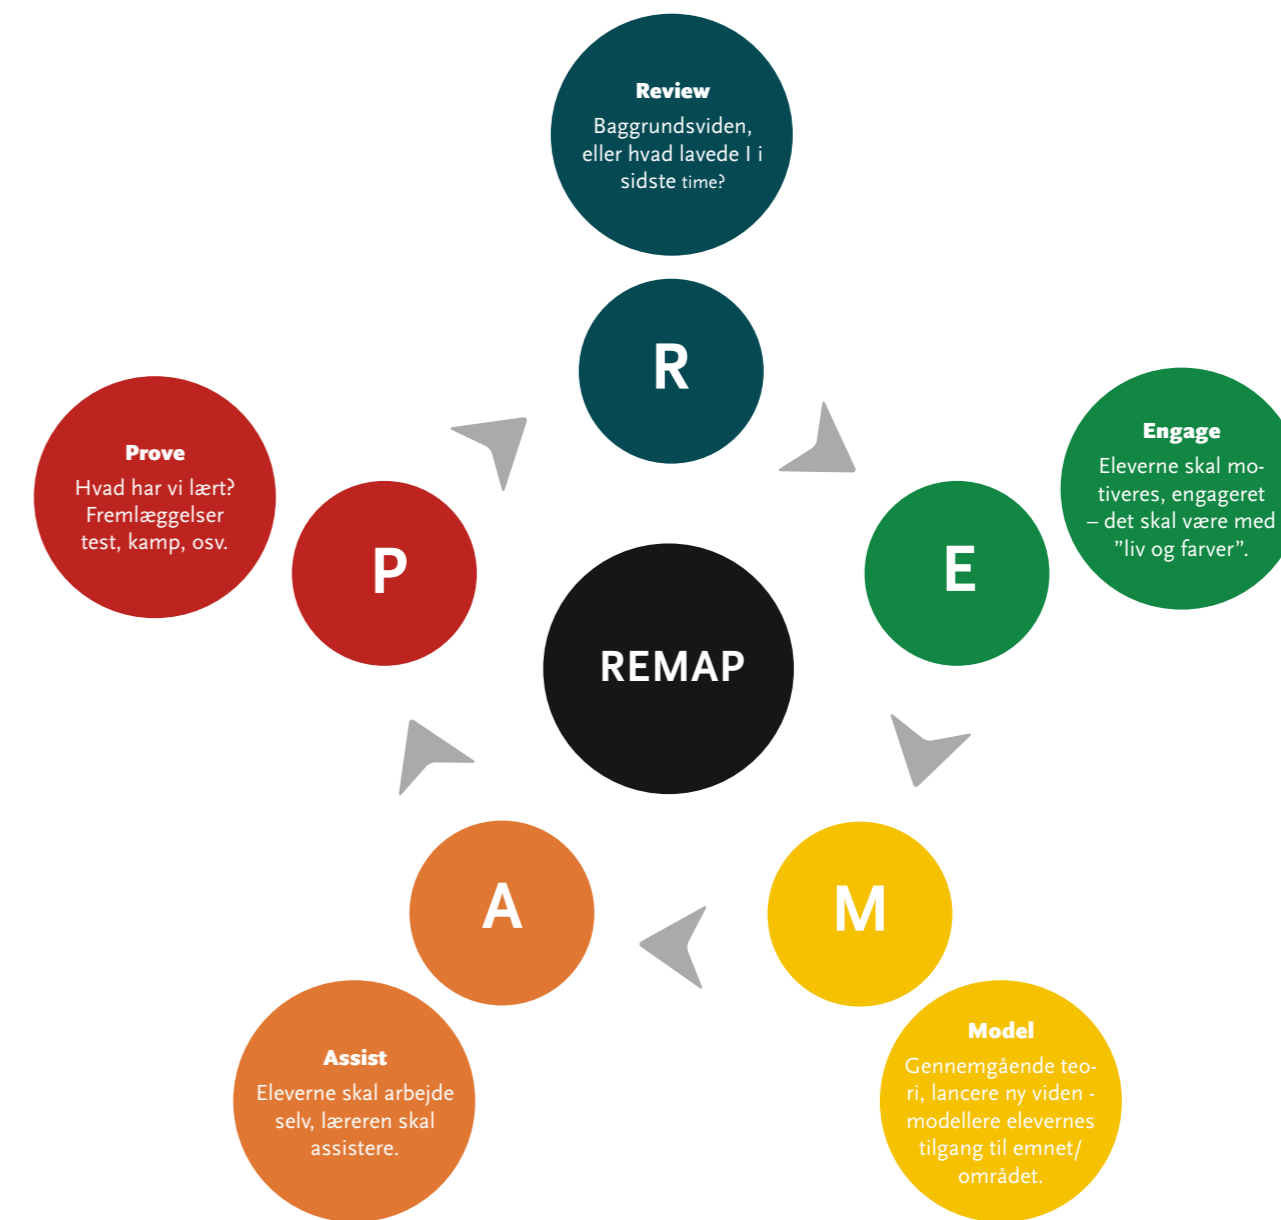 Review
Baggrundsviden,
eller hvad lavede I i
sidste time?
R
Engage
Eleverne skal mo-
tiveres, engageret
– det skal være med
”liv og farver”.
E
Model
Gennemgående teo-
ri, lancere ny viden -
modellere elevernes
tilgang til emnet/
området.
M
Assist
Eleverne skal arbejde
selv, læreren skal
assistere.
A
Prove
Hvad har vi lært?
Fremlæggelser
test, kamp, osv.
P
REMAP